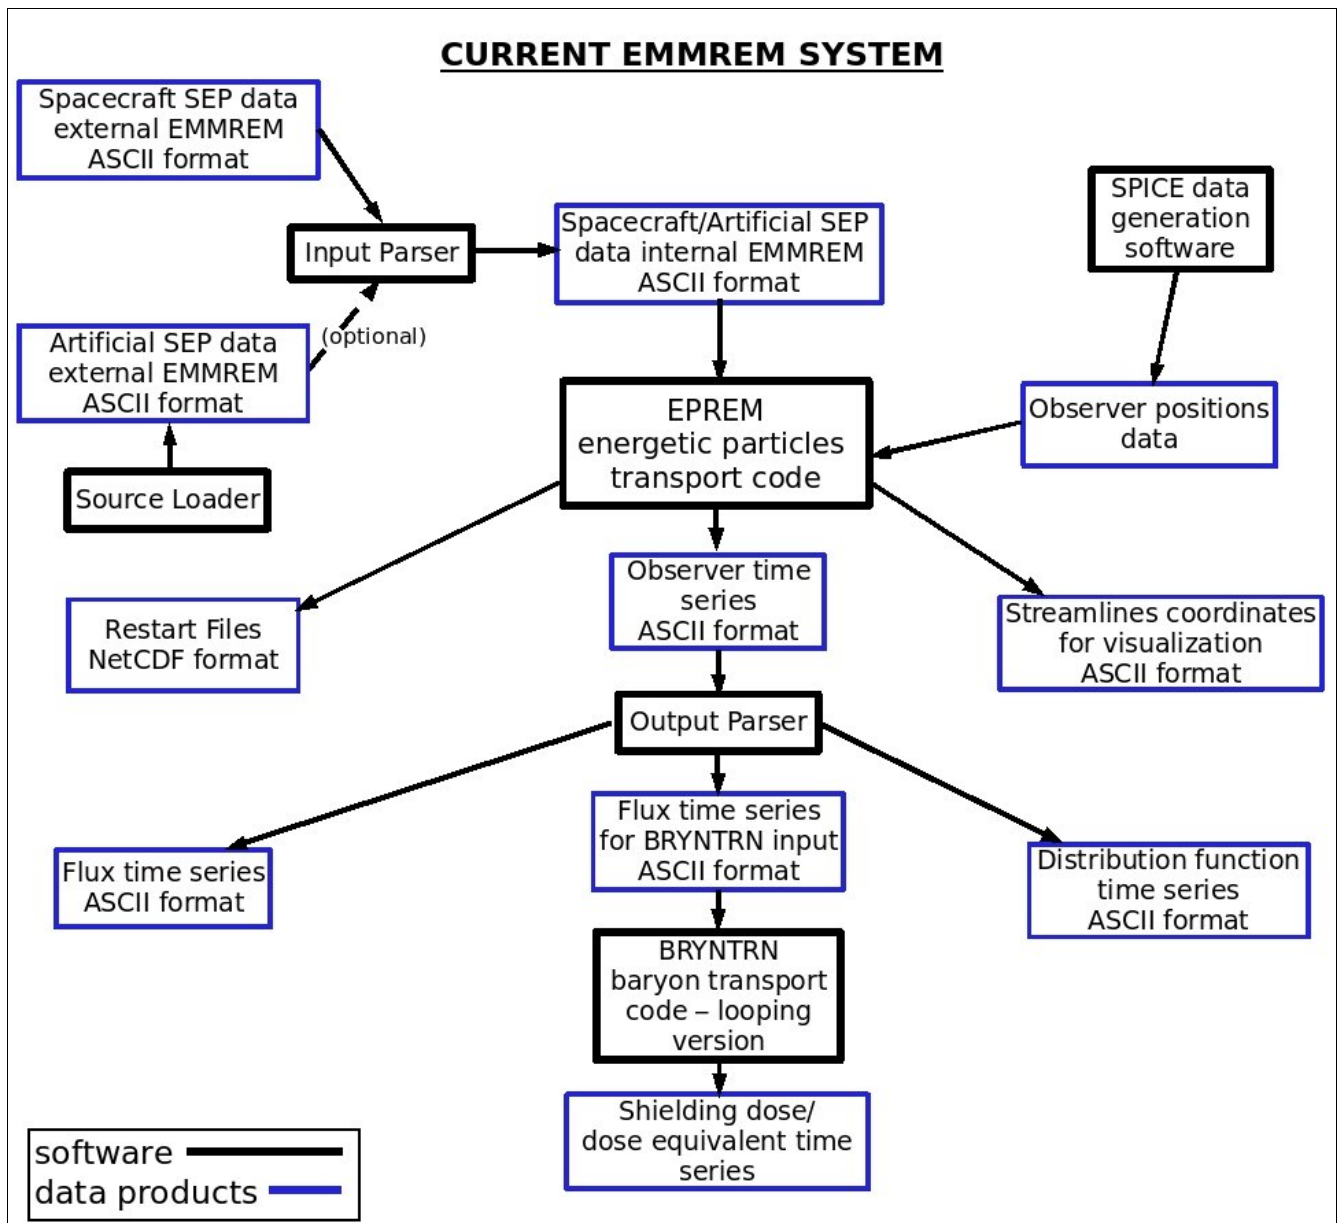 CURRENT EMMREM SYSTEM
Spacecraft SEP data
external EMMREM
ASCII format
SPICE data
generation
software
Input Parser
Spacecraft/Artificial SEP
data internal EMMREM
ASCII format
(optional)
Artificial SEP data
external EMMREM
ASCII format
EPREM
energetic particles
transport code
Observer positions
data
Source Loader
Observer time
series
ASCII format
Restart Files
NetCDF format
Streamlines coordinates
for visualization
ASCII format
Output Parser
Flux time series
for BRYNTRN input
ASCII format
Flux time series
ASCII format
Distribution function
time series
ASCII format
BRYNTRN
baryon transport
code – looping
version
Shielding dose/
dose equivalent time
series
software
data products